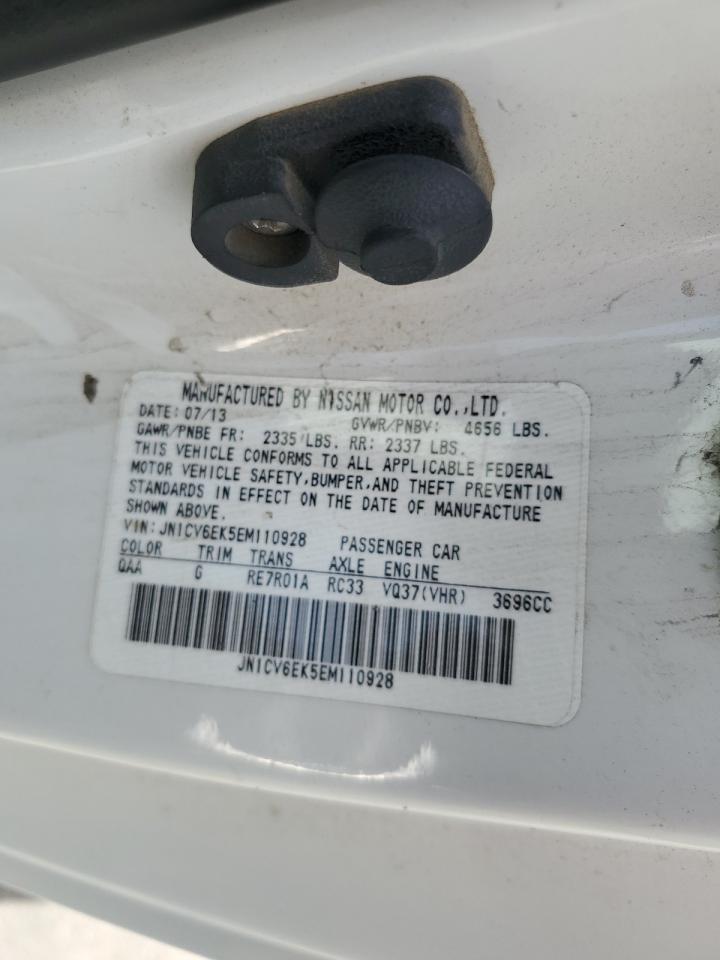 MANUFACTURED BY NISSAN MOTOR CO.,LTD.
DATE: 07/13 GVWR/PNBV: 4656 LBS.
GAWR/PNBE FR: 2335 LBS. RR: 2337 LBS.
THIS VEHICLE CONFORMS TO ALL APPLICABLE FEDERAL
MOTOR VEHICLE SAFETY,BUMPER,AND THEFT PREVENTION
STANDARDS IN EFFECT ON THE DATE OF MANUFACTURE
SHOWN ABOVE.
VIN: JN1CV6EK5EM110928 PASSENGER CAR
COLOR TRIM TRANS AXLE ENGINE
QAA G RE7R01A RC33 VQ37(VHR) 3696CC
JN1CV6EK5EM110928